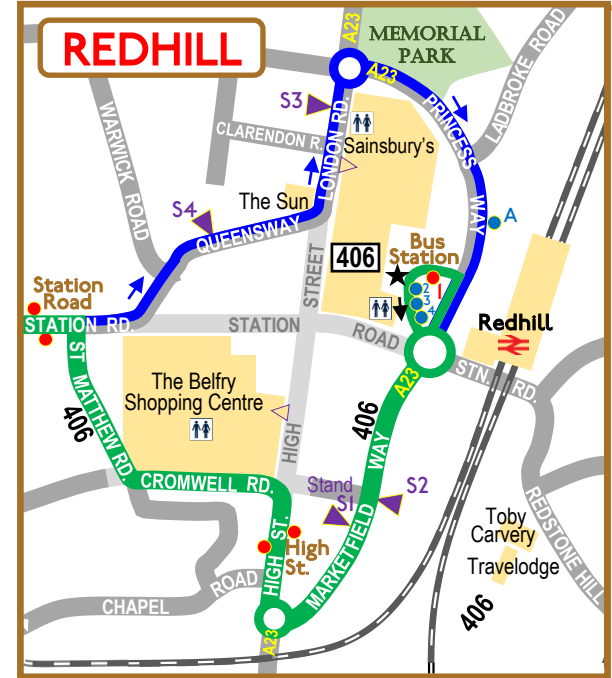 REDHILL
A23
MEMORIAL
PARK
A23
LADBROKE ROAD
S3
PRINCESS
WAY
WARWICK ROAD
CLARENDON R.
LONDON RD.
Sainsbury's
The Sun
S4
QUEENSWAY
A
Bus
Station
406
1
2
3
4
STREET
Station
Road
STATION RD.
STATION
ROAD
Redhill
STN. RD.
ST MATTHEW RD.
406
The Belfry
Shopping Centre
A23
406
HIGH
CROMWELL RD.
WAY
Stand
S1
S2
MARKETFIELD
HIGH ST.
High
St.
Toby
Carvery
Travelodge
REDSTONE HILL
CHAPEL
ROAD
406
A23